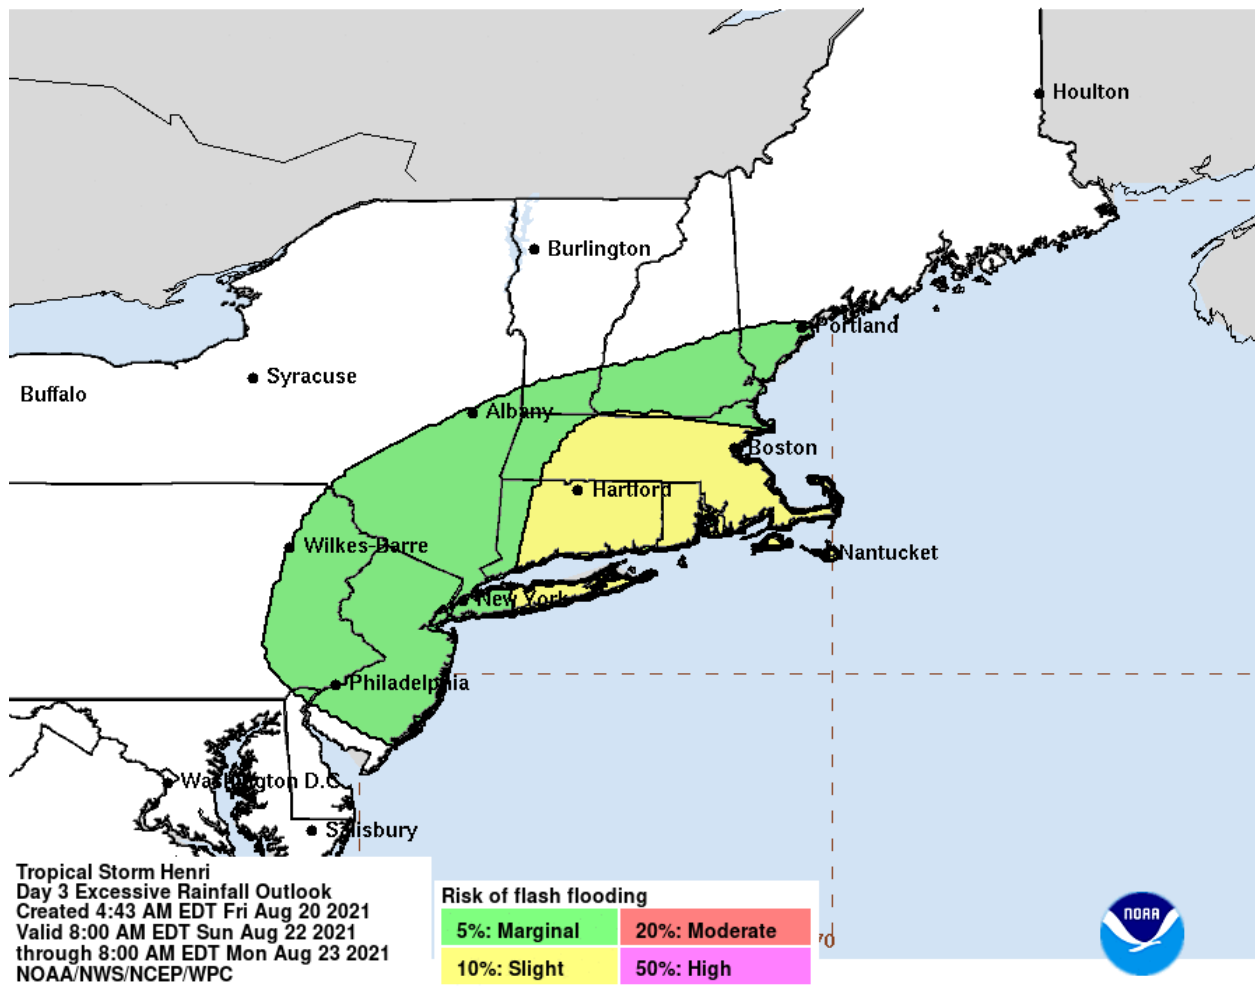 Houlton
Burlington
Portland
Syracuse
Buffalo
Albany
Boston
Hartford
Wilkes-Barre
Nantucket
New York
Philadelphia
Washington D.C
Salisbury
Tropical Storm Henri
Day 3 Excessive Rainfall Outlook
Created 4:43 AM EDT Fri Aug 20 2021
Valid 8:00 AM EDT Sun Aug 22 2021
through 8:00 AM EDT Mon Aug 23 2021
NOAA/NWS/NCEP/WPC
Risk of flash flooding
5%: Marginal
20%: Moderate
10%: Slight
50%: High
70
NOAA